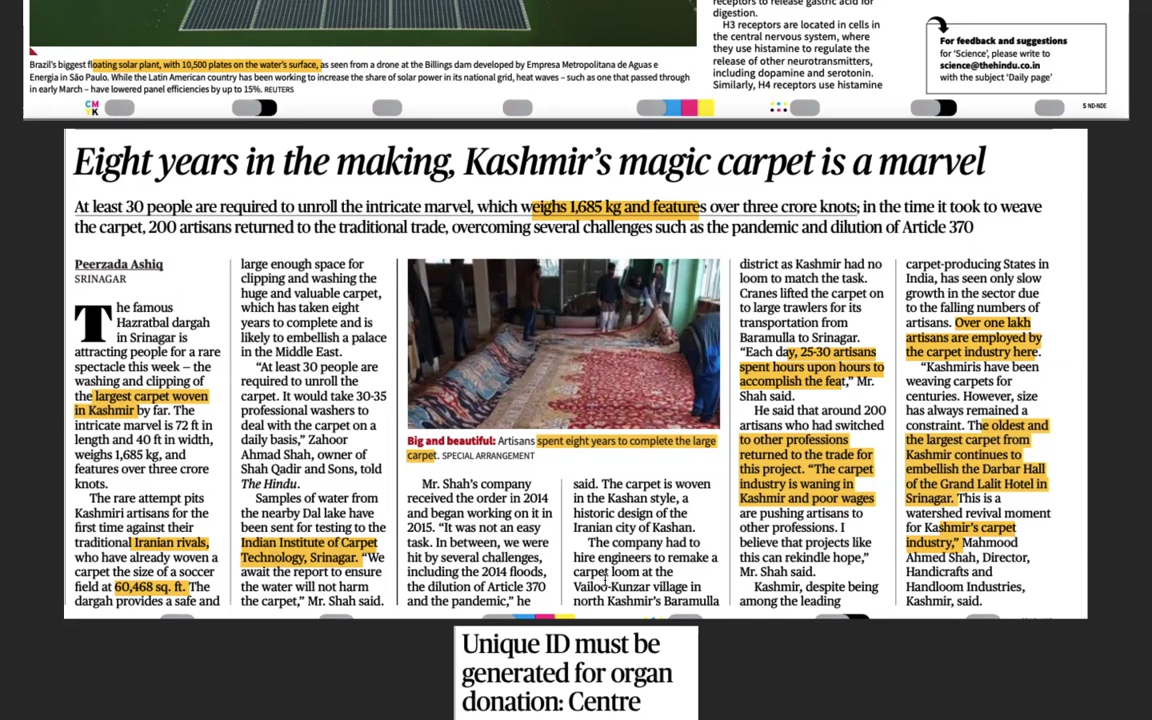 receptors to release gastric acid for
digestion.
H3 receptors are located in cells in
the central nervous system, where
they use histamine to regulate the
release of other neurotransmitters,
including dopamine and serotonin.
Similarly, H4 receptors use histamine
For feedback and suggestions
for ‘Science’, please write to
science@thehindu.co.in
with the subject ‘Daily page’
Brazil’s biggest floating solar plant, with 10,500 plates on the water’s surface, as seen from a drone at the Billings dam developed by Empresa Metropolitana de Aguas e
Energia in São Paulo. While the Latin American country has been working to increase the share of solar power in its national grid, heat waves – such as one that passed through
in early March – have lowered panel efficiencies by up to 15%. REUTERS
CM
YK
S ND-NDE
Eight years in the making, Kashmir’s magic carpet is a marvel
At least 30 people are required to unroll the intricate marvel, which weighs 1,685 kg and features over three crore knots; in the time it took to weave
the carpet, 200 artisans returned to the traditional trade, overcoming several challenges such as the pandemic and dilution of Article 370
Peerzada Ashiq
SRINAGAR
The famous
Hazratbal dargah
in Srinagar is
attracting people for a rare
spectacle this week – the
washing and clipping of
the largest carpet woven
in Kashmir by far. The
intricate marvel is 72 ft in
length and 40 ft in width,
weighs 1,685 kg, and
features over three crore
knots.
The rare attempt pits
Kashmiri artisans for the
first time against their
traditional Iranian rivals,
who have already woven a
carpet the size of a soccer
field at 60,468 sq. ft. The
dargah provides a safe and
large enough space for
clipping and washing the
huge and valuable carpet,
which has taken eight
years to complete and is
likely to embellish a palace
in the Middle East.
“At least 30 people are
required to unroll the
carpet. It would take 30-35
professional washers to
deal with the carpet on a
daily basis,” Zahoor
Ahmad Shah, owner of
Shah Qadir and Sons, told
The Hindu.
Samples of water from
the nearby Dal lake have
been sent for testing to the
Indian Institute of Carpet
Technology, Srinagar. “We
await the report to ensure
the water will not harm
the carpet,” Mr. Shah said.
Big and beautiful: Artisans spent eight years to complete the large
carpet. SPECIAL ARRANGEMENT
Mr. Shah’s company
received the order in 2014
and began working on it in
2015. “It was not an easy
task. In between, we were
hit by several challenges,
including the 2014 floods,
the dilution of Article 370
and the pandemic,” he
said. The carpet is woven
in the Kashan style, a
historic design of the
Iranian city of Kashan.
The company had to
hire engineers to remake a
carpet loom at the
Vailoo-Kunzar village in
north Kashmir’s Baramulla
district as Kashmir had no
loom to match the task.
Cranes lifted the carpet on
to large trawlers for its
transportation from
Baramulla to Srinagar.
“Each day, 25-30 artisans
spent hours upon hours to
accomplish the feat,” Mr.
Shah said.
He said that around 200
artisans who had switched
to other professions
returned to the trade for
this project. “The carpet
industry is waning in
Kashmir and poor wages
are pushing artisans to
other professions. I
believe that projects like
this can rekindle hope,”
Mr. Shah said.
Kashmir, despite being
among the leading
carpet-producing States in
India, has seen only slow
growth in the sector due
to the falling numbers of
artisans. Over one lakh
artisans are employed by
the carpet industry here.
“Kashmiris have been
weaving carpets for
centuries. However, size
has always remained a
constraint. The oldest and
the largest carpet from
Kashmir continues to
embellish the Darbar Hall
of the Grand Lalit Hotel in
Srinagar. This is a
watershed revival moment
for Kashmir’s carpet
industry,” Mahmood
Ahmed Shah, Director,
Handicrafts and
Handloom Industries,
Kashmir, said.
Unique ID must be
generated for organ
donation: Centre